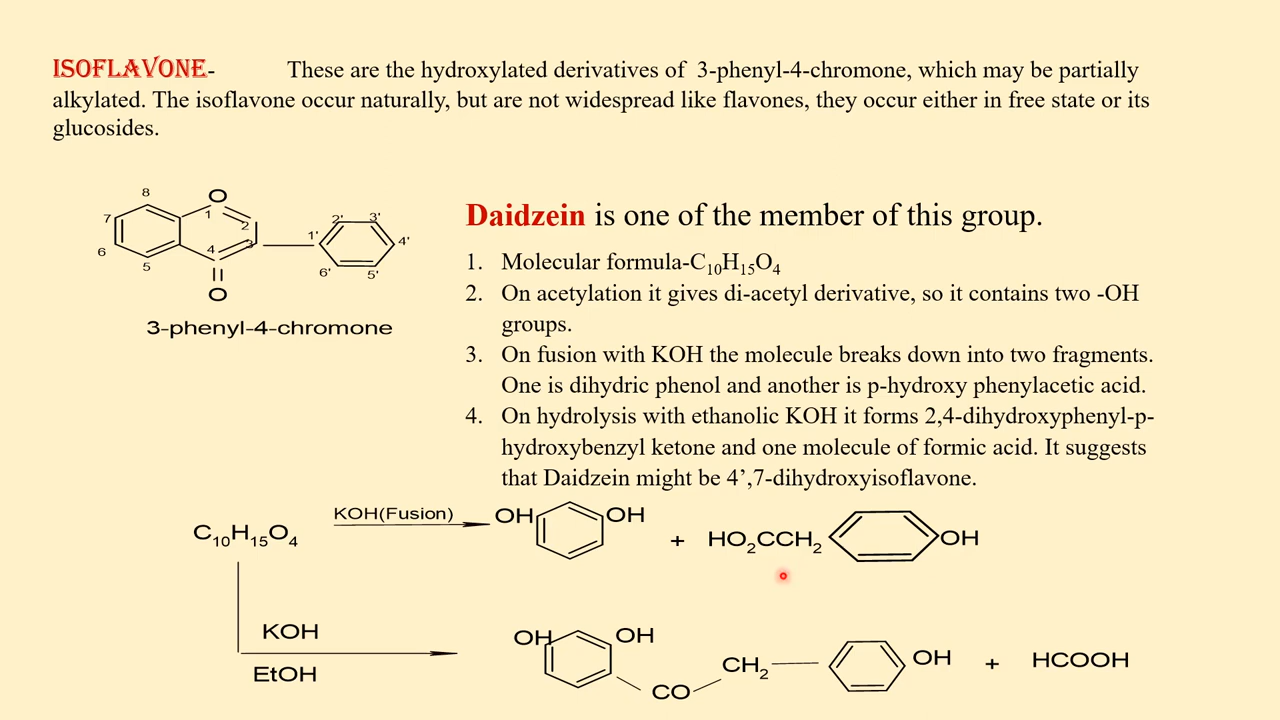 ISOFLAVONE- These are the hydroxylated derivatives of 3-phenyl-4-chromone, which may be partially
alkylated. The isoflavone occur naturally, but are not widespread like flavones, they occur either in free state or its
glucosides.
8
O
7
1
2
6
4
3
5
O
1'
2'
3'
4'
6'
5'
3-phenyl-4-chromone
Daidzein is one of the member of this group.
1. Molecular formula-C10H15O4
2. On acetylation it gives di-acetyl derivative, so it contains two -OH
groups.
3. On fusion with KOH the molecule breaks down into two fragments.
One is dihydric phenol and another is p-hydroxy phenylacetic acid.
4. On hydrolysis with ethanolic KOH it forms 2,4-dihydroxyphenyl-p-
hydroxybenzyl ketone and one molecule of formic acid. It suggests
that Daidzein might be 4’,7-dihydroxyisoflavone.
C10H15O4
KOH(Fusion)
OH OH + HO2CCH2 OH
KOH
EtOH
OH OH
CO CH2 OH + HCOOH